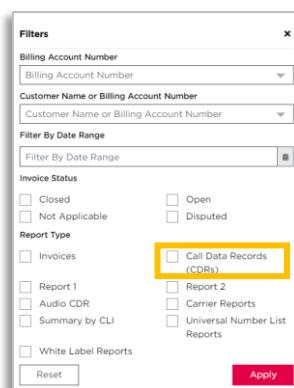 Filters x
Billing Account Number
Billing Account Number
Customer Name or Billing Account Number
Customer Name or Billing Account Number
Filter By Date Range
Filter By Date Range
Invoice Status
Closed Open
Not Applicable Disputed
Report Type
Invoices Call Data Records
(CDRs)
Report 1 Report 2
Audio CDR Carrier Reports
Summary by CLI Universal Number List
Reports
White Label Reports
Reset Apply